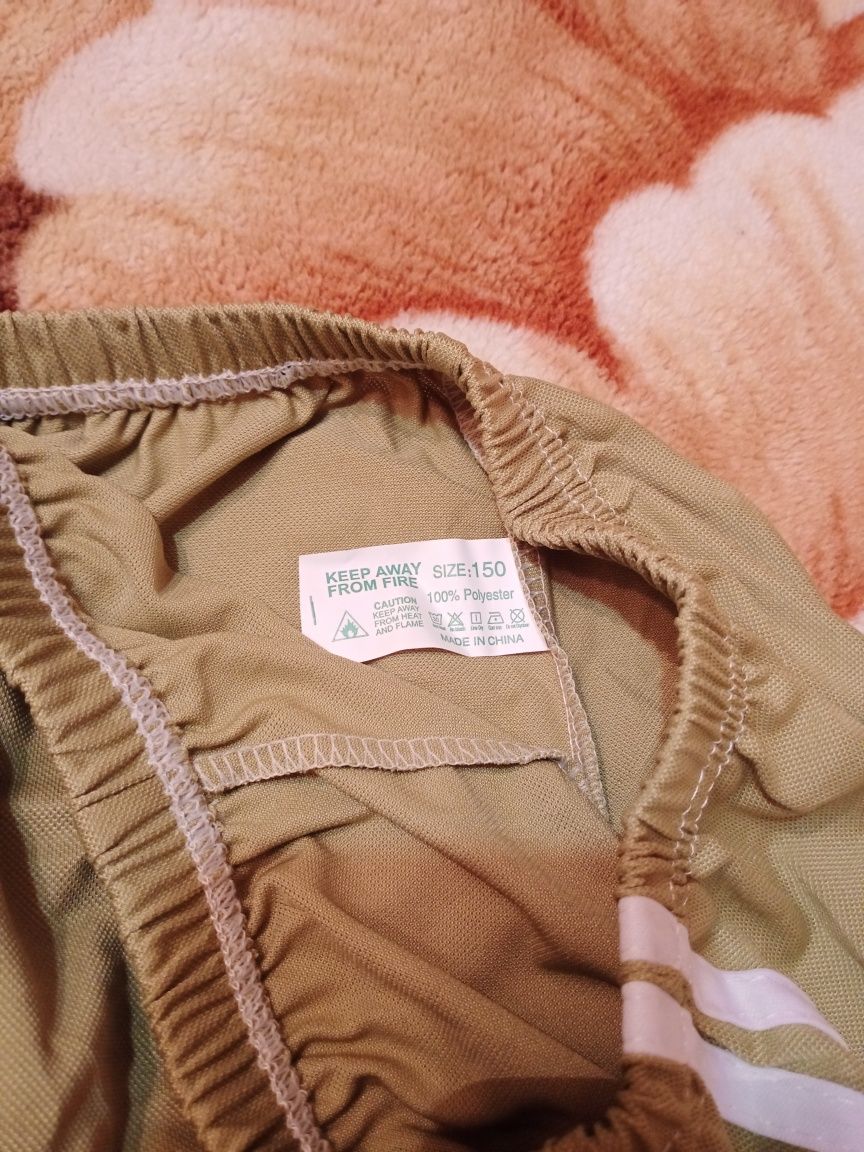 KEEP AWAY
FROM FIRE
CAUTION
KEEP AWAY
FROM HEAT
AND FLAME
SIZE:150
100% Polyester
MADE IN CHINA